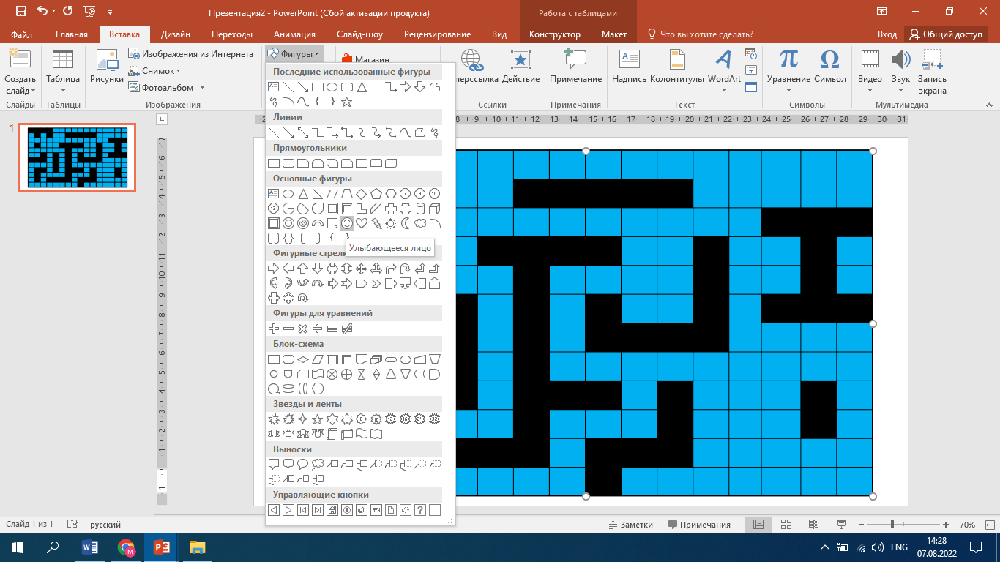 Презентация2 - PowerPoint (Сбой активации продукта)
Работа с таблицами
Файл Главная Вставка Дизайн Переходы Анимация Слайд-шоу Рецензирование Вид Конструктор Макет Что вы хотите сделать? Вход Общий доступ
Создать слайд
Таблица
Рисунки
Изображения из Интернета
Снимок
Фотоальбом
Фигуры
Магазин
перссылка
Действие
Примечание
Надпись
Колонтитулы
WordArt
Уравнение
Символ
Видео
Звук
Запись экрана
Слайды Таблицы Изображения Ссылки Примечания Текст Символы Мультимедиа
Последние использованные фигуры
Линии
Прямоугольники
Основные фигуры
Улыбающееся лицо
Фигурные стрелк
Фигуры для уравнений
Блок-схема
Звезды и ленты
Выноски
Управляющие кнопки
1
8 9 10 11 12 13 14 15 16 17 18 19 20 21 22 23 24 25 26 27 28 29 30 31
17 16 15 14 13 12 11 10 9 8 7 6 5 4 3 2 1 1
Слайд 1 из 1 русский Заметки Примечания 70%
ENG
14:28
07.08.2022